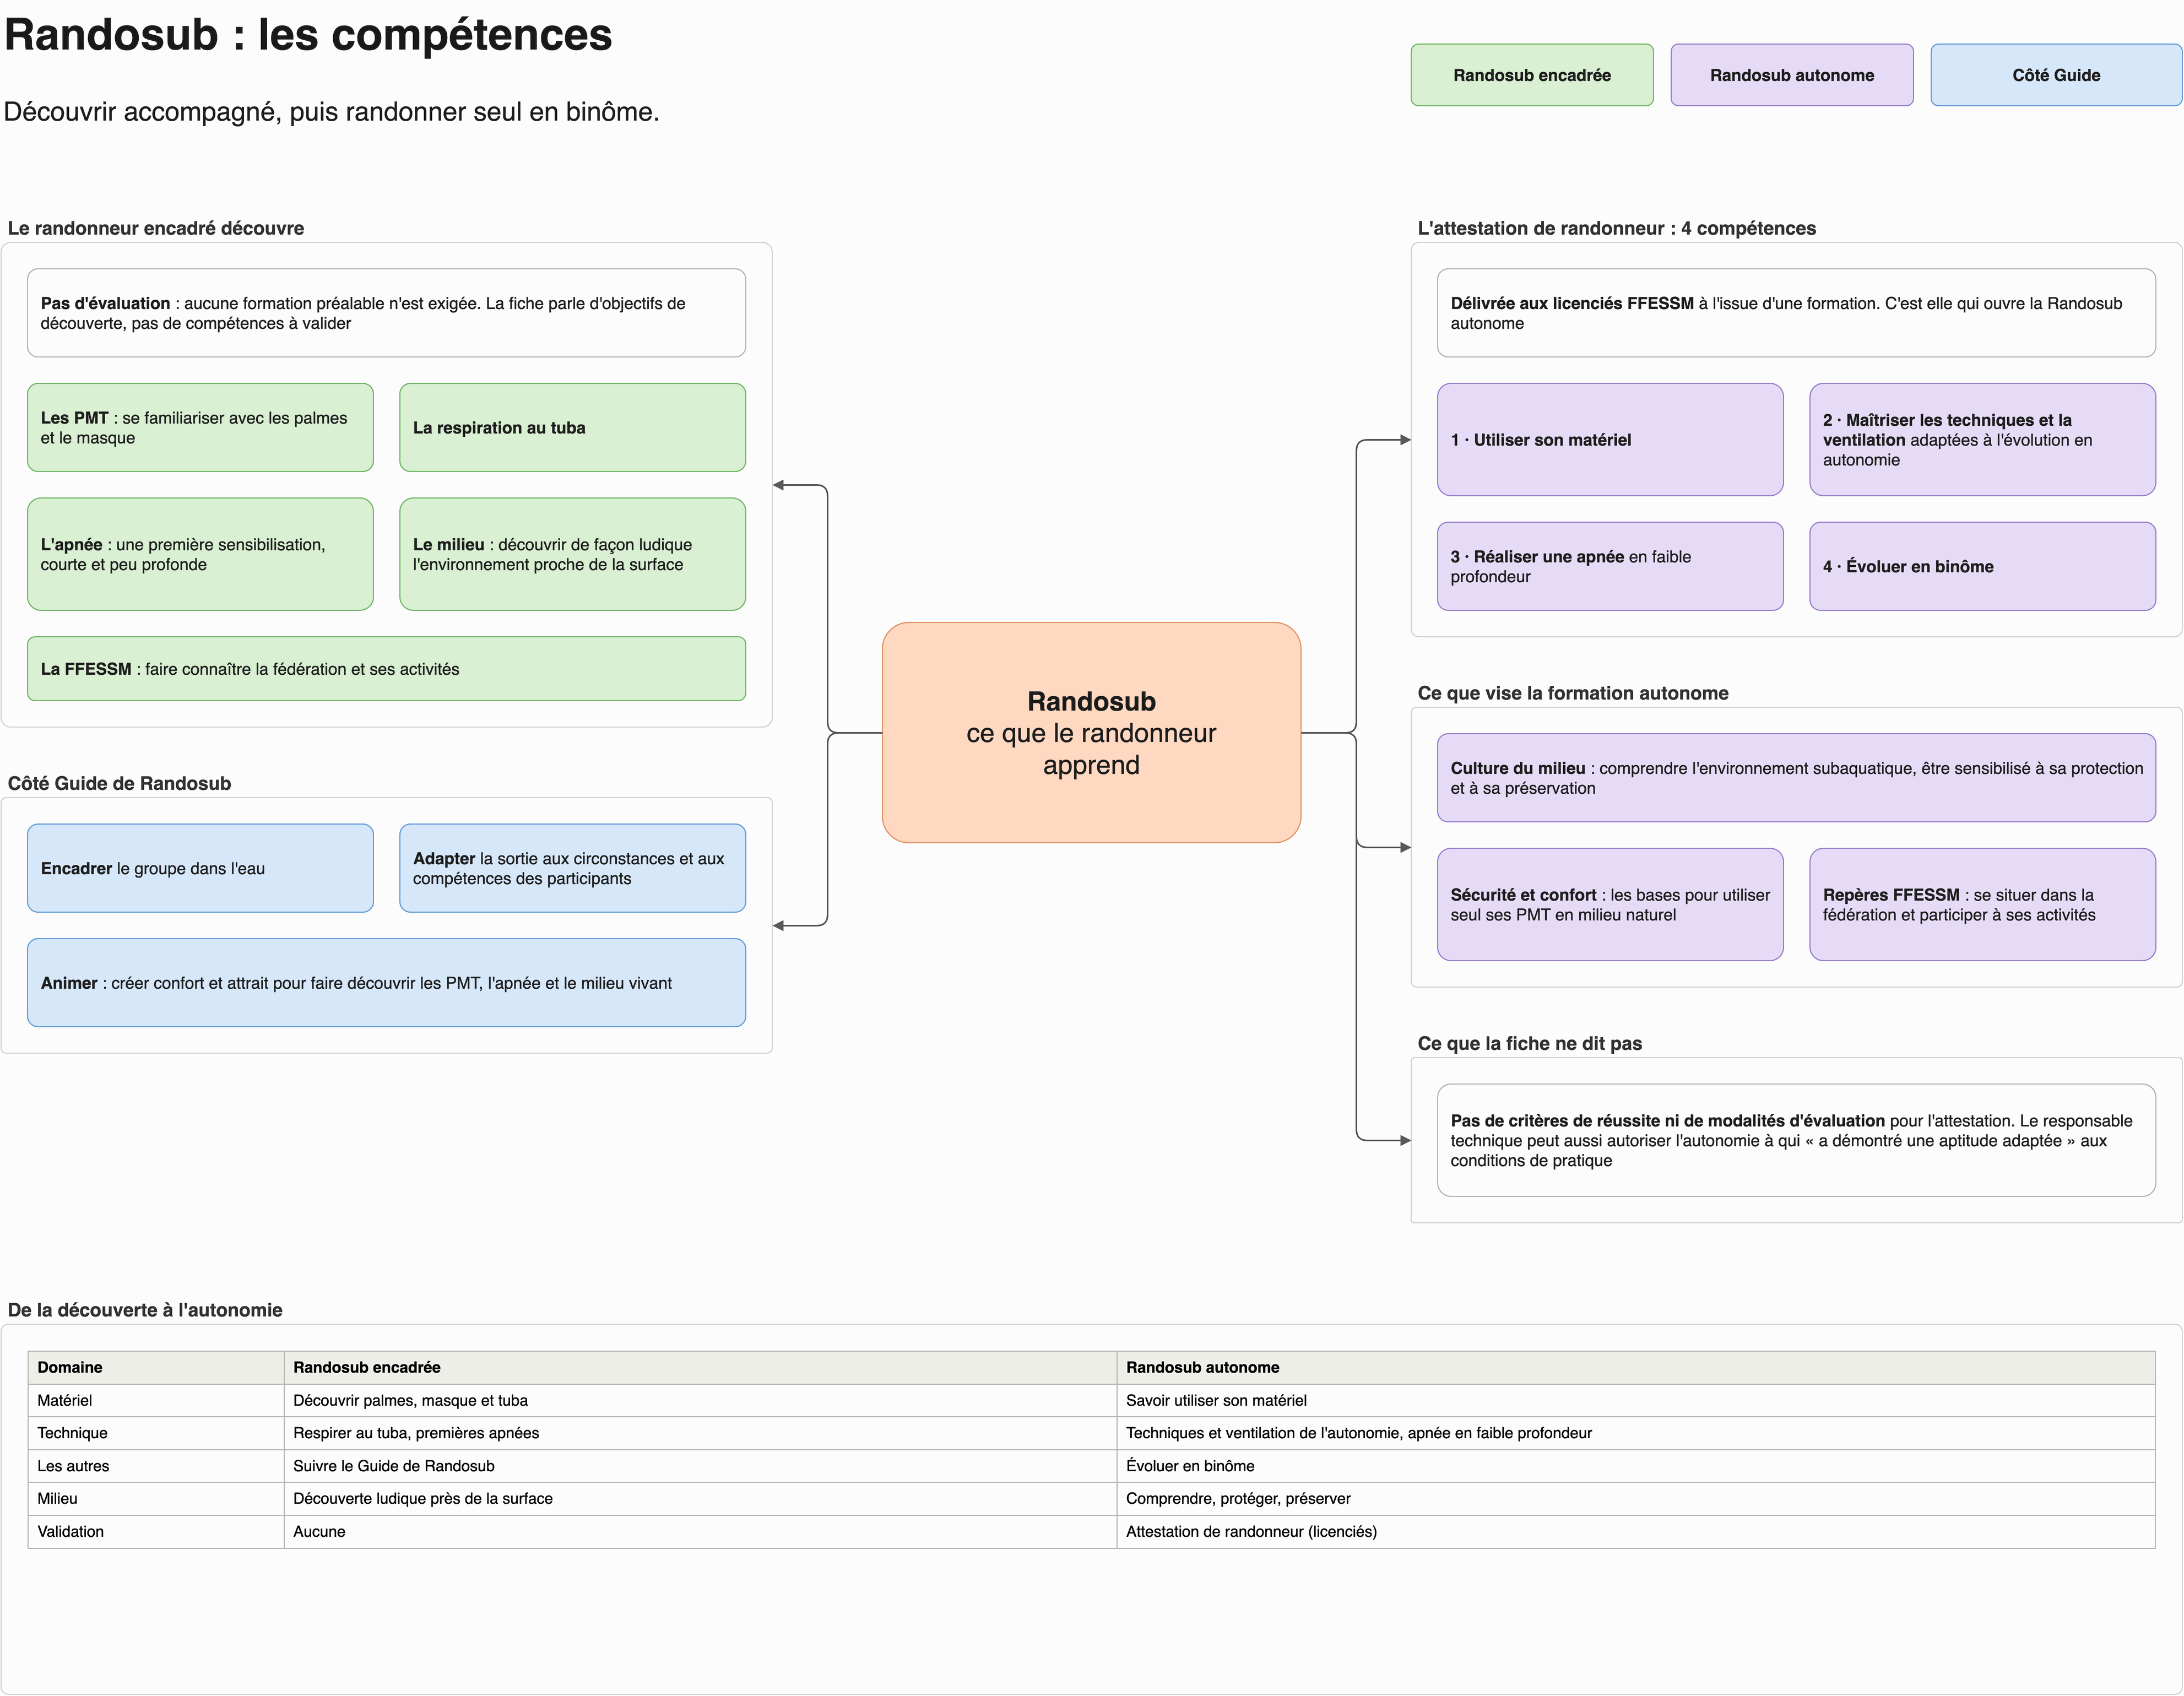 Randosub : les compétences
Découvrir accompagné, puis randonner seul en binôme.
Randosub encadrée
Randosub autonome
Côté Guide
Le randonneur encadré découvre
Pas d'évaluation : aucune formation préalable n'est exigée. La fiche parle d'objectifs de
découverte, pas de compétences à valider
Les PMT : se familiariser avec les palmes
et le masque
La respiration au tuba
L'apnée : une première sensibilisation,
courte et peu profonde
Le milieu : découvrir de façon ludique
l'environnement proche de la surface
La FFESSM : faire connaître la fédération et ses activités
Côté Guide de Randosub
Encadrer le groupe dans l'eau
Adapter la sortie aux circonstances et aux
compétences des participants
Animer : créer confort et attrait pour faire découvrir les PMT, l'apnée et le milieu vivant
Randosub
ce que le randonneur
apprend
L'attestation de randonneur : 4 compétences
Délivrée aux licenciés FFESSM à l'issue d'une formation. C'est elle qui ouvre la Randosub
autonome
1 · Utiliser son matériel
2 · Maîtriser les techniques et la
ventilation adaptées à l'évolution en
autonomie
3 · Réaliser une apnée en faible
profondeur
4 · Évoluer en binôme
Ce que vise la formation autonome
Culture du milieu : comprendre l'environnement subaquatique, être sensibilisé à sa protection
et à sa préservation
Sécurité et confort : les bases pour utiliser
seul ses PMT en milieu naturel
Repères FFESSM : se situer dans la
fédération et participer à ses activités
Ce que la fiche ne dit pas
Pas de critères de réussite ni de modalités d'évaluation pour l'attestation. Le responsable
technique peut aussi autoriser l'autonomie à qui « a démontré une aptitude adaptée » aux
conditions de pratique
De la découverte à l'autonomie
Domaine Randosub encadrée Randosub autonome
Matériel Découvrir palmes, masque et tuba Savoir utiliser son matériel
Technique Respirer au tuba, premières apnées Techniques et ventilation de l'autonomie, apnée en faible profondeur
Les autres Suivre le Guide de Randosub Évoluer en binôme
Milieu Découverte ludique près de la surface Comprendre, protéger, préserver
Validation Aucune Attestation de randonneur (licenciés)